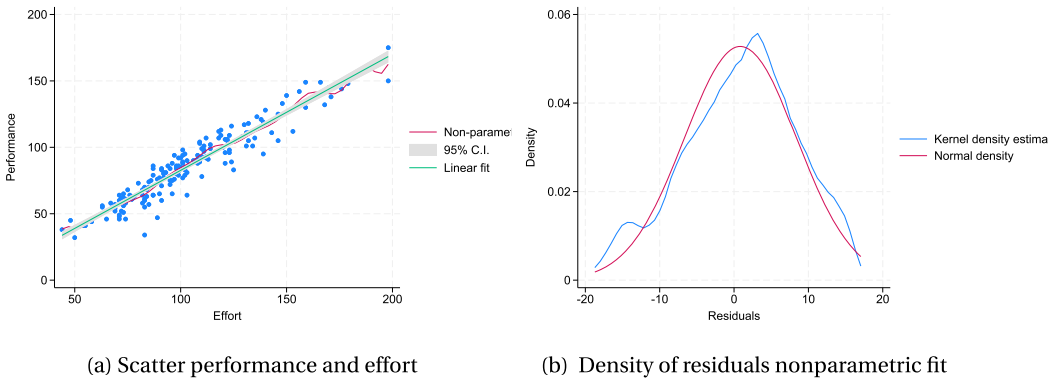 200
150
100
50
0
Performance
50
100
150
200
Effort
Non-paramet
95% C.I.
Linear fit
(a) Scatter performance and effort
0.06
0.04
0.02
0
Density
-20
-10
0
10
20
Residuals
Kernel density estima
Normal density
(b) Density of residuals nonparametric fit